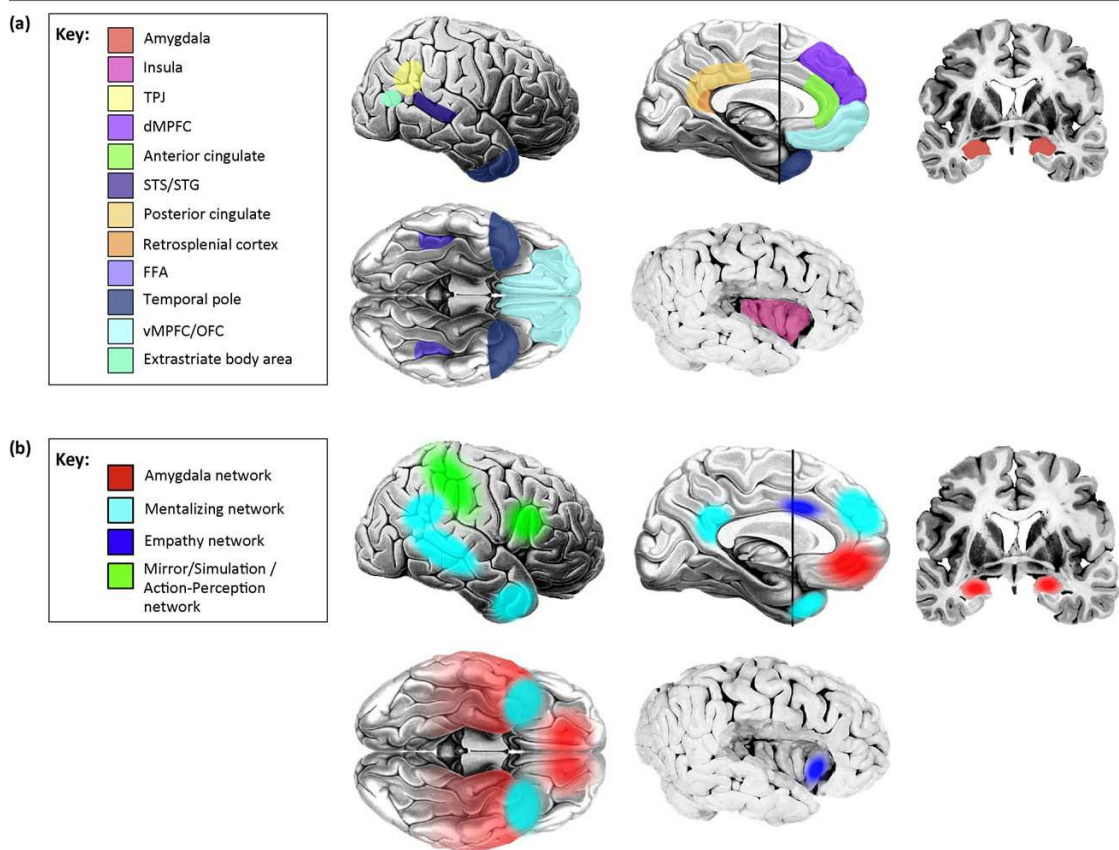 (a)
Key:
Amygdala
Insula
TPJ
dMPFC
Anterior cingulate
STS/STG
Posterior cingulate
Retrosplenial cortex
FFA
Temporal pole
vMPFC/OFC
Extrastriate body area
(b)
Key:
Amygdala network
Mentalizing network
Empathy network
Mirror/Simulation /
Action-Perception
network